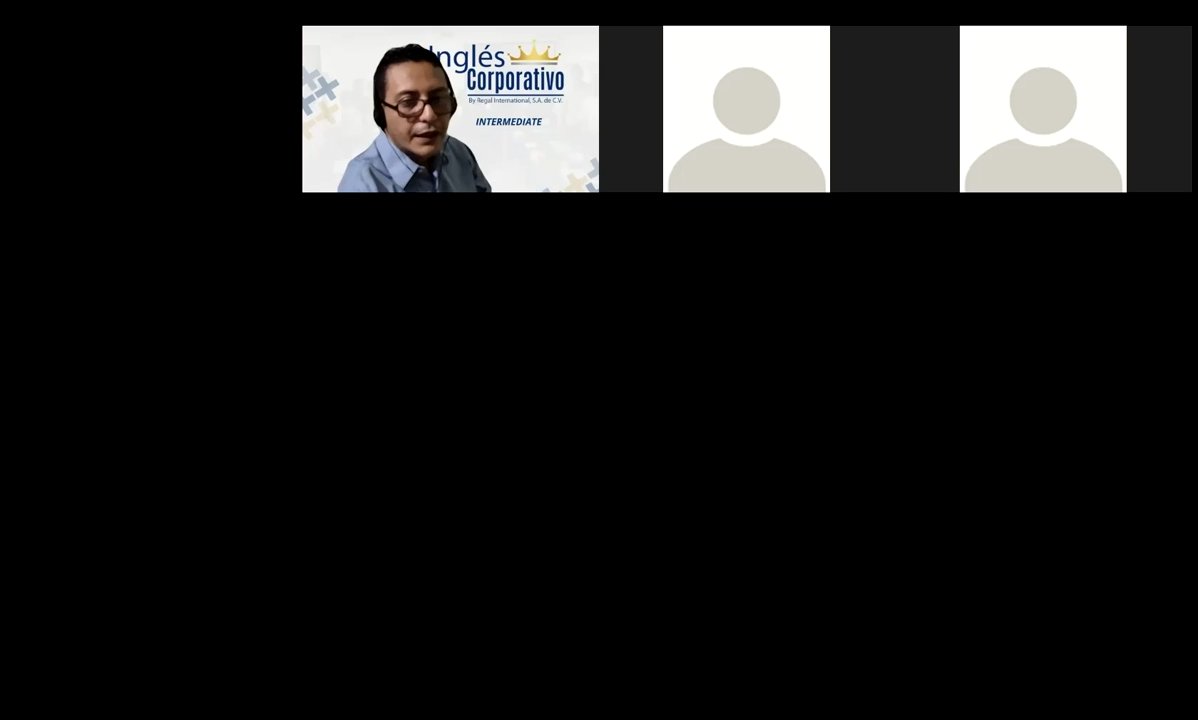 Inglés
Corporativo
By Regal International, S.A. de C.V.
INTERMEDIATE